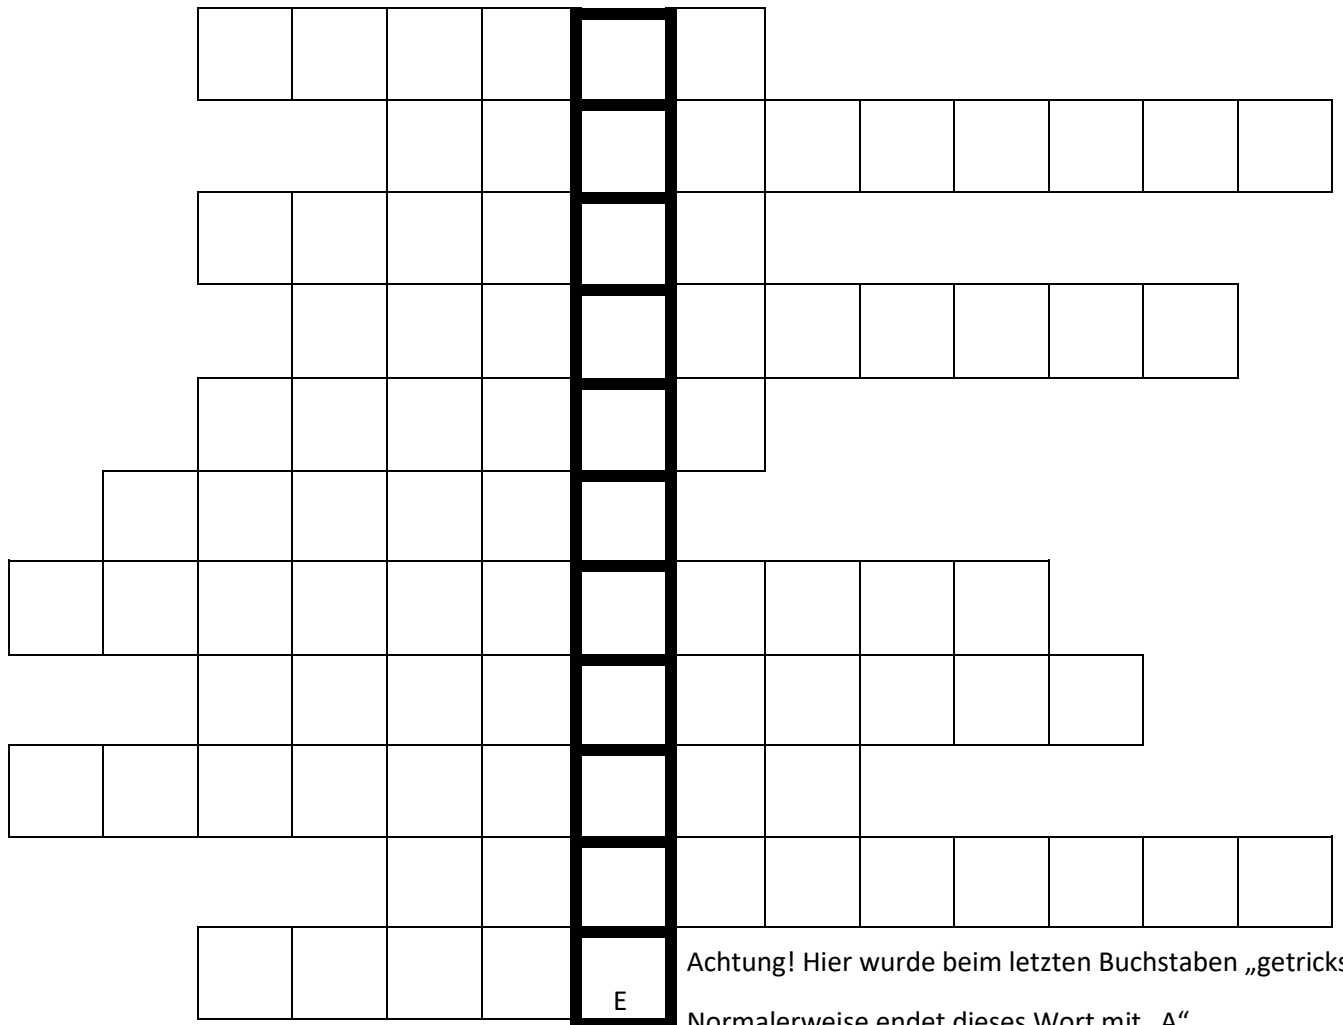 Achtung! Hier wurde beim letzten Buchstaben „getricks
E
Normalerweise endet dieses Wort mit „A“